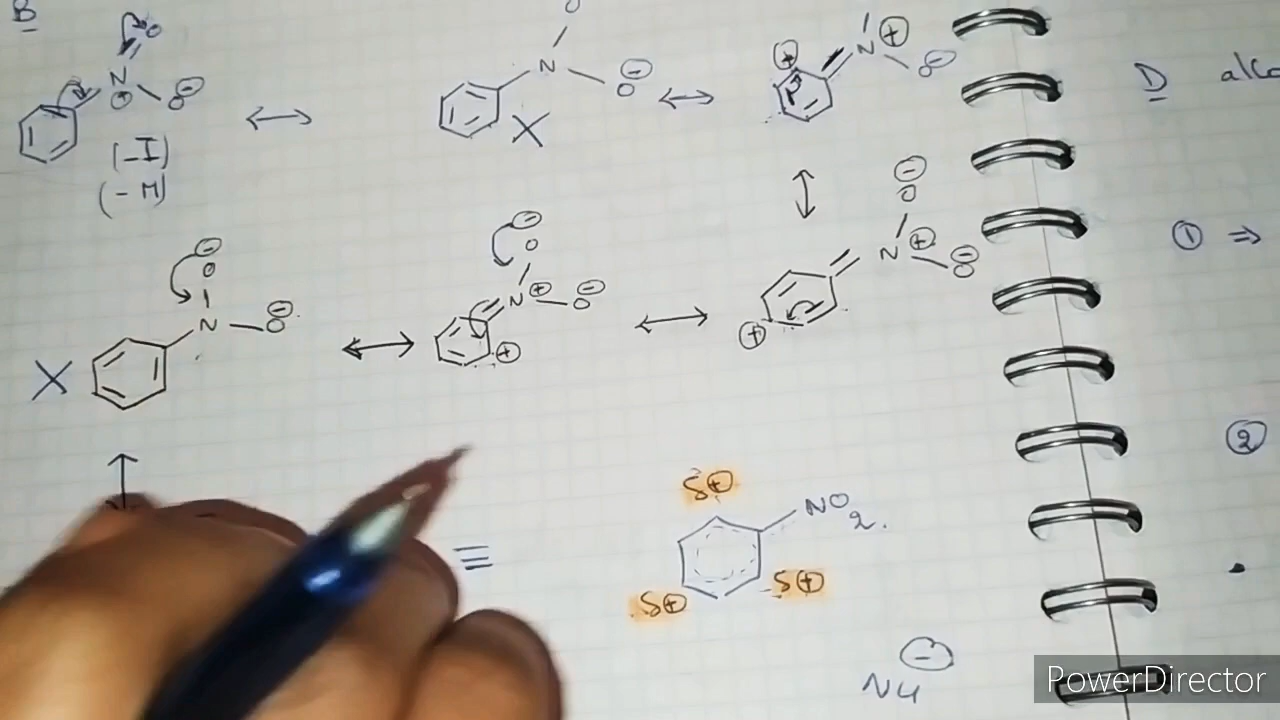 B
O
N
⊕
O⊖
(-I)
(-M)
N
O⊖
X
⊕
N⊕
O⊖
D alc
① ⇒
O⊖
N
O⊖
X
O⊖
N⊕
O⊖
⊕
O⊖
N⊕
O⊖
⊕
②
≡
δ⊕
NO2.
δ⊕
δ⊕
Nu⊖
PowerDirector